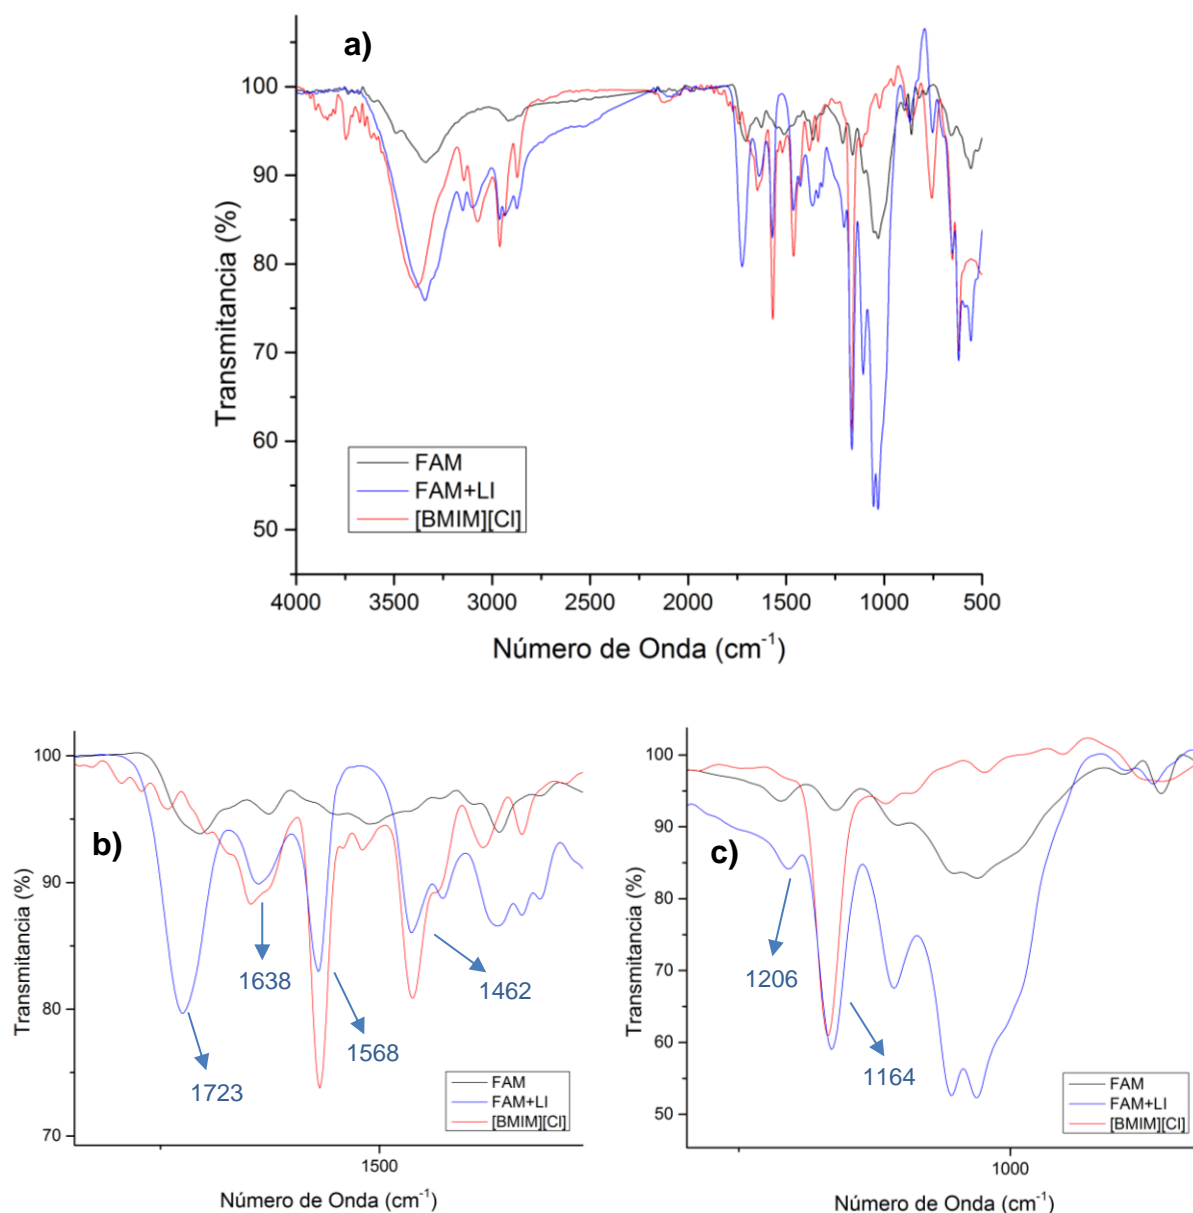 a)
100
90
80
70
60
50
Transmitancia (%)
FAM
FAM+LI
[BMIM][Cl]
4000 3500 3000 2500 2000 1500 1000 500
Número de Onda (cm-1)
b)
100
90
80
70
Transmitancia (%)
1638
1462
1568
1723
FAM
FAM+LI
[BMIM][Cl]
1500
Número de Onda (cm-1)
c)
100
90
80
70
60
50
Transmitancia (%)
1206
1164
FAM
FAM+LI
[BMIM][Cl]
1000
Número de Onda (cm-1)